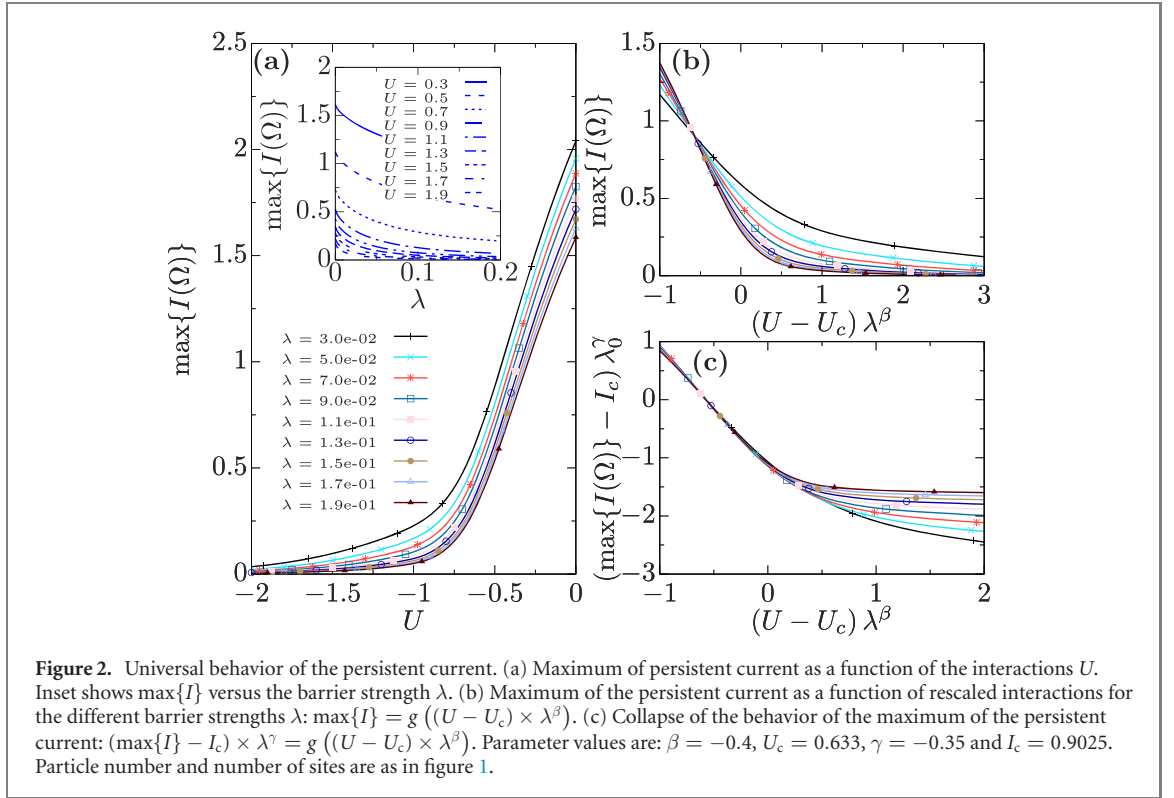 2.5
(a)
2
1.5
1
0.5
0
max{I(Ω)}
−2
−1.5
−1
−0.5
0
U
2
1.5
1
0.5
0
max{I(Ω)}
0
0.1
0.2
λ
U = 0.3
U = 0.5
U = 0.7
U = 0.9
U = 1.1
U = 1.3
U = 1.5
U = 1.7
U = 1.9
λ = 3.0e-02
λ = 5.0e-02
λ = 7.0e-02
λ = 9.0e-02
λ = 1.1e-01
λ = 1.3e-01
λ = 1.5e-01
λ = 1.7e-01
λ = 1.9e-01
1.5
(b)
1
0.5
0
max{I(Ω)}
−1
0
1
2
3
(U − U_c) λ^β
1
(c)
0
−1
−2
−3
(max{I(Ω)} − I_c) λ_0^γ
−1
0
1
2
(U − U_c) λ^β
Figure 2. Universal behavior of the persistent current. (a) Maximum of persistent current as a function of the interactions U.
Inset shows max{I} versus the barrier strength λ. (b) Maximum of the persistent current as a function of rescaled interactions for
the different barrier strengths λ: max{I} = g ((U − U_c) × λ^β). (c) Collapse of the behavior of the maximum of the persistent
current: (max{I} − I_c) × λ^γ = g ((U − U_c) × λ^β). Parameter values are: β = −0.4, U_c = 0.633, γ = −0.35 and I_c = 0.9025.
Particle number and number of sites are as in figure 1.